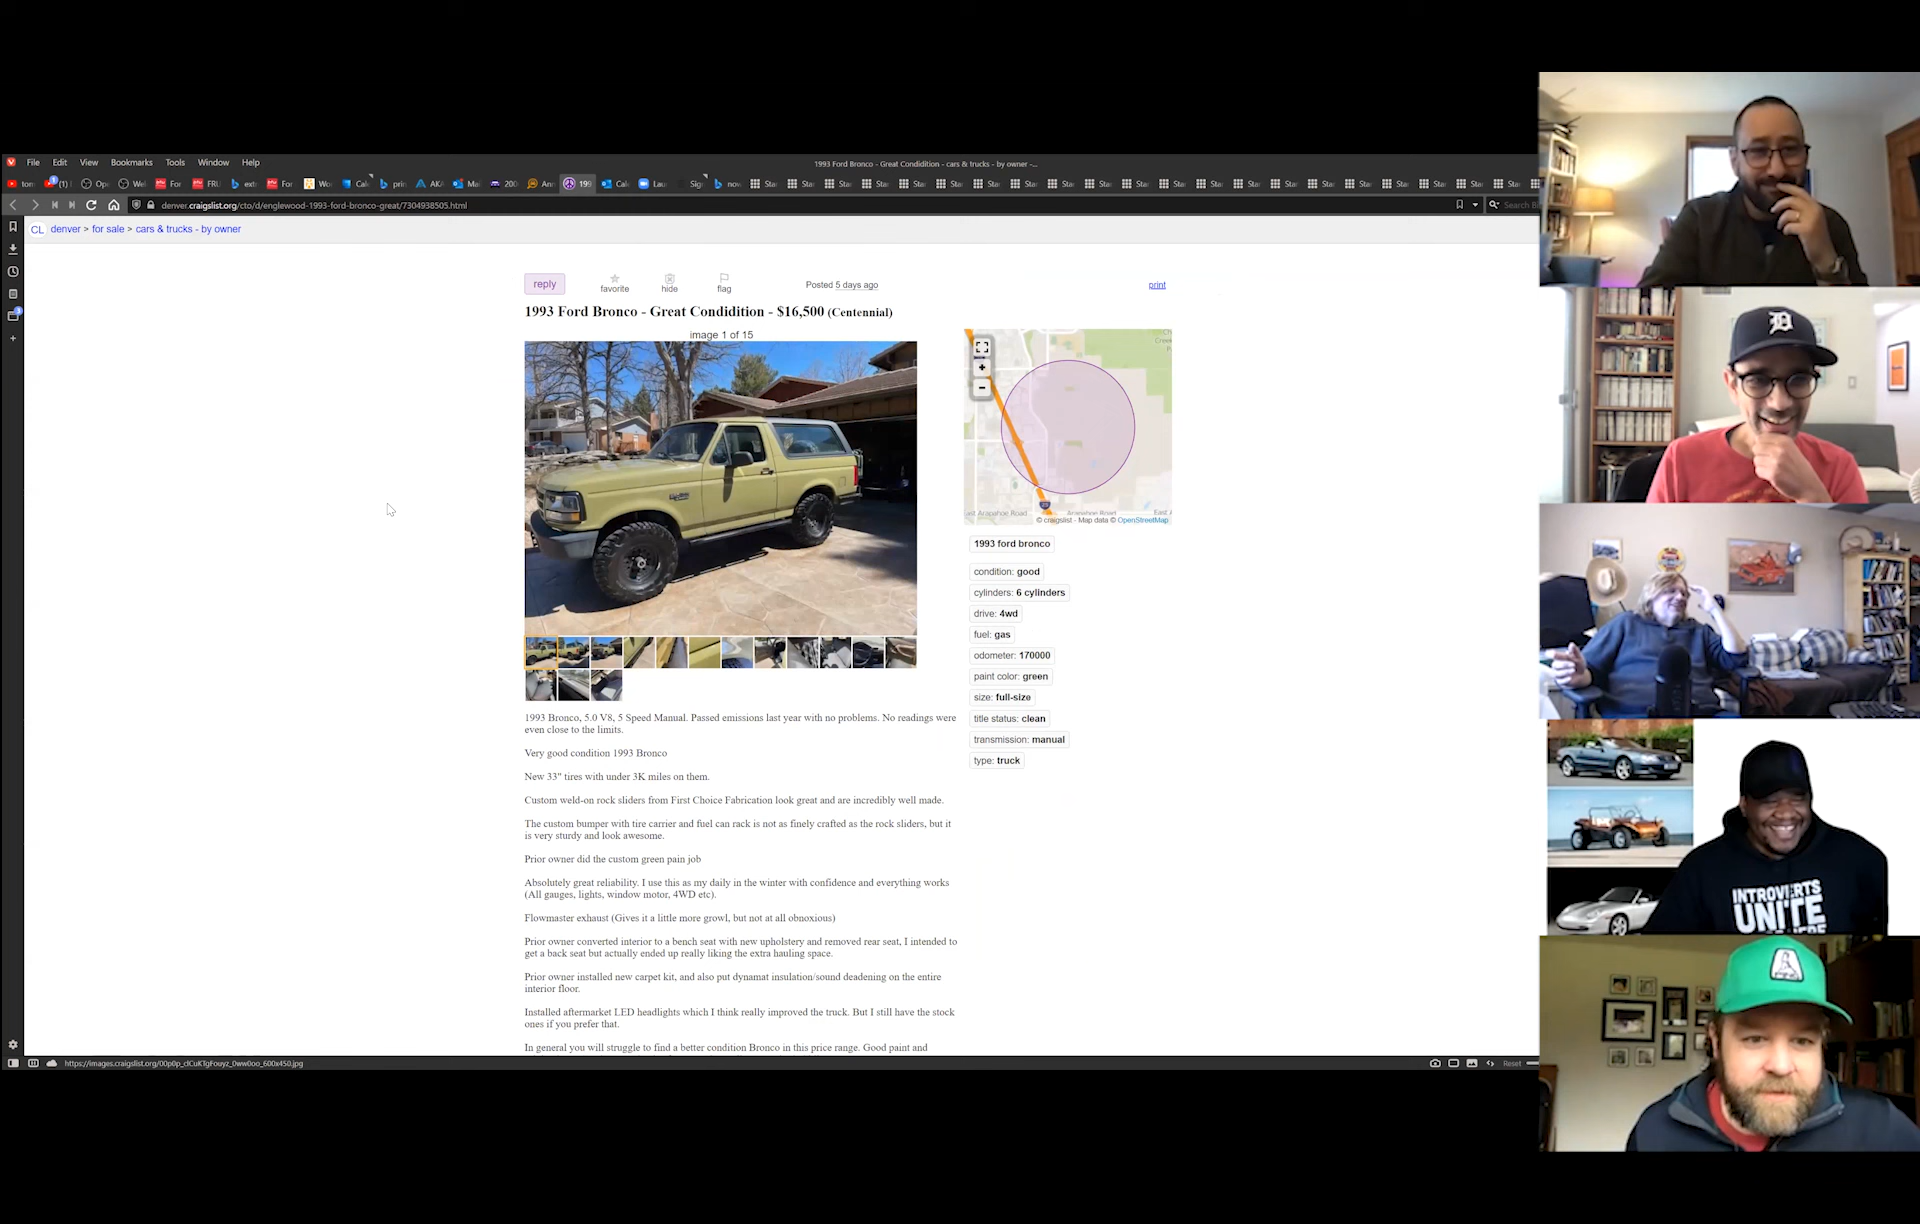 File Edit View Bookmarks Tools Window Help
1993 Ford Bronco - Great Condidition - cars & trucks - by owner -...
denver.craigslist.org/cto/d/englewood-1993-ford-bronco-great/7304938505.html
CL denver > for sale > cars & trucks - by owner
reply favorite hide flag Posted 5 days ago print
1993 Ford Bronco - Great Condidition - $16,500 (Centennial)
image 1 of 15
© craigslist - Map data © OpenStreetMap
1993 ford bronco
condition: good
cylinders: 6 cylinders
drive: 4wd
fuel: gas
odometer: 170000
paint color: green
size: full-size
title status: clean
transmission: manual
type: truck
1993 Bronco, 5.0 V8, 5 Speed Manual. Passed emissions last year with no problems. No readings were
even close to the limits.
Very good condition 1993 Bronco
New 33" tires with under 3K miles on them.
Custom weld-on rock sliders from First Choice Fabrication look great and are incredibly well made.
The custom bumper with tire carrier and fuel can rack is not as finely crafted as the rock sliders, but it
is very sturdy and look awesome.
Prior owner did the custom green pain job
Absolutely great reliability. I use this as my daily in the winter with confidence and everything works
(All gauges, lights, window motor, 4WD etc).
Flowmaster exhaust (Gives it a little more growl, but not at all obnoxious)
Prior owner converted interior to a bench seat with new upholstery and removed rear seat, I intended to
get a back seat but actually ended up really liking the extra hauling space.
Prior owner installed new carpet kit, and also put dynamat insulation/sound deadening on the entire
interior floor.
Installed aftermarket LED headlights which I think really improved the truck. But I still have the stock
ones if you prefer that.
In general you will struggle to find a better condition Bronco in this price range. Good paint and
Reset
INTROVERTS
UNITE